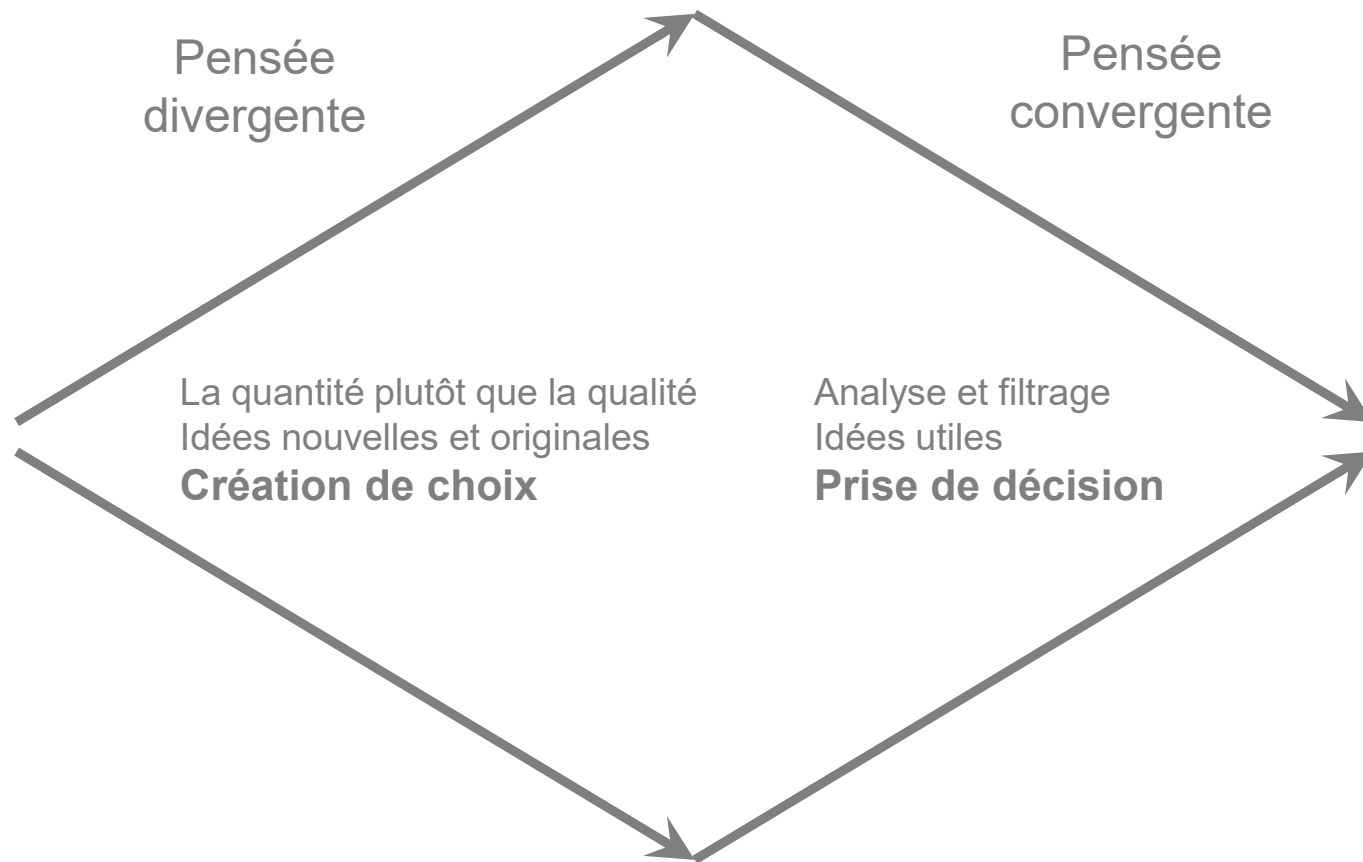 Pensée
divergente
Pensée
convergente
La quantité plutôt que la qualité
Idées nouvelles et originales
Création de choix
Analyse et filtrage
Idées utiles
Prise de décision